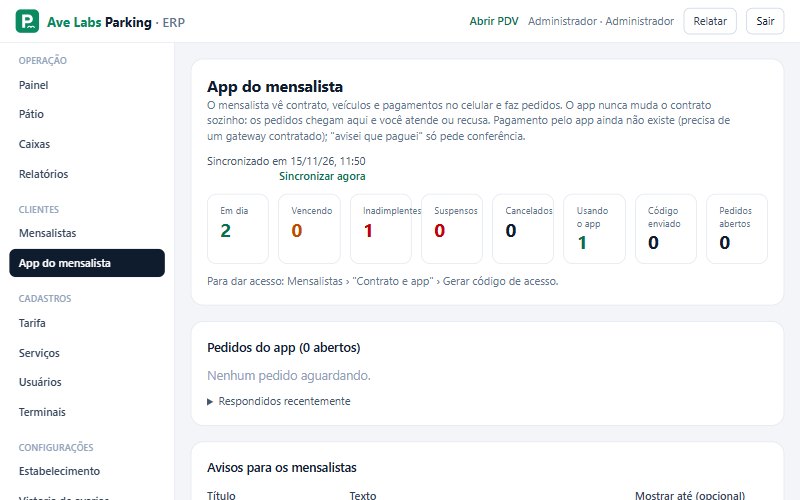 Ave Labs Parking · ERP
Abrir PDV
Administrador · Administrador
Relatar
Sair
OPERAÇÃO
Painel
Pátio
Caixas
Relatórios
CLIENTES
Mensalistas
App do mensalista
CADASTROS
Tarifa
Serviços
Usuários
Terminais
CONFIGURAÇÕES
Estabelecimento
App do mensalista
O mensalista vê contrato, veículos e pagamentos no celular e faz pedidos. O app nunca muda o contrato
sozinho: os pedidos chegam aqui e você atende ou recusa. Pagamento pelo app ainda não existe (precisa de
um gateway contratado); "avisei que paguei" só pede conferência.
Sincronizado em 15/11/26, 11:50
Sincronizar agora
Em dia
2
Vencendo
0
Inadimplentes
1
Suspensos
0
Cancelados
0
Usando
o app
1
Código
enviado
0
Pedidos
abertos
0
Para dar acesso: Mensalistas › "Contrato e app" › Gerar código de acesso.
Pedidos do app (0 abertos)
Nenhum pedido aguardando.
▶ Respondidos recentemente
Avisos para os mensalistas
Título
Texto
Mostrar até (opcional)